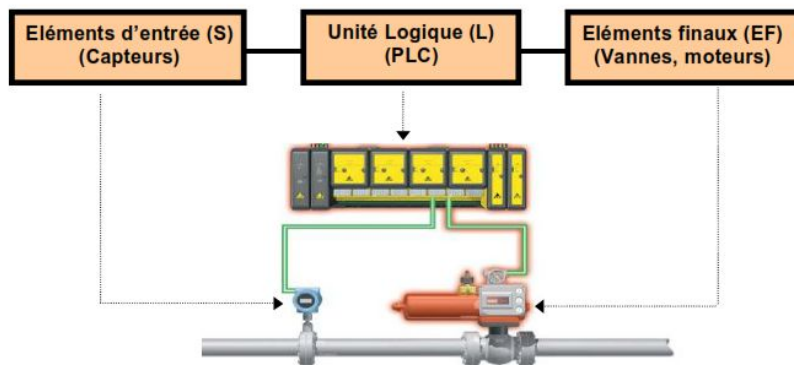 Eléments d’entrée (S)
(Capteurs)
Unité Logique (L)
(PLC)
Eléments finaux (EF)
(Vannes, moteurs)